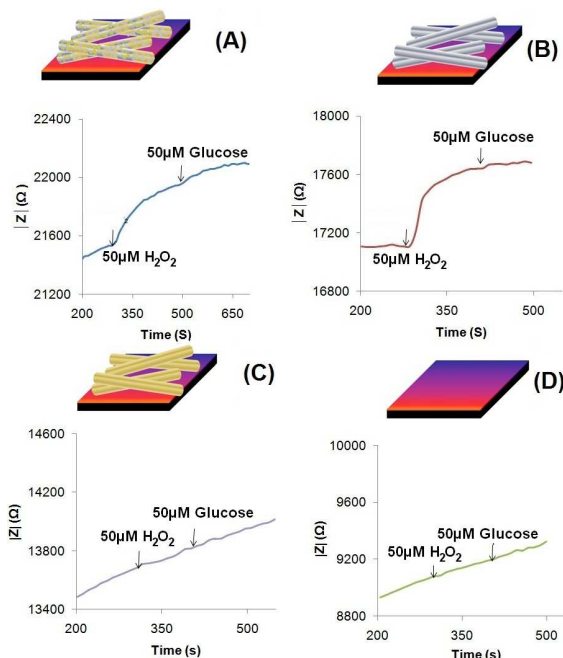 (A)
22400
22000
21600
21200
|Z| (Ω)
50µM Glucose
50µM H₂O₂
200 350 500 650
Time (S)
(B)
18000
17600
17200
16800
|Z| (Ω)
50µM Glucose
50µM H₂O₂
200 350 500
Time (S)
(C)
14600
14200
13800
13400
|Z| (Ω)
50µM Glucose
50µM H₂O₂
200 350 500
Time (s)
(D)
10000
9600
9200
8800
|Z| (Ω)
50µM Glucose
50µM H₂O₂
200 350 500
Time (s)